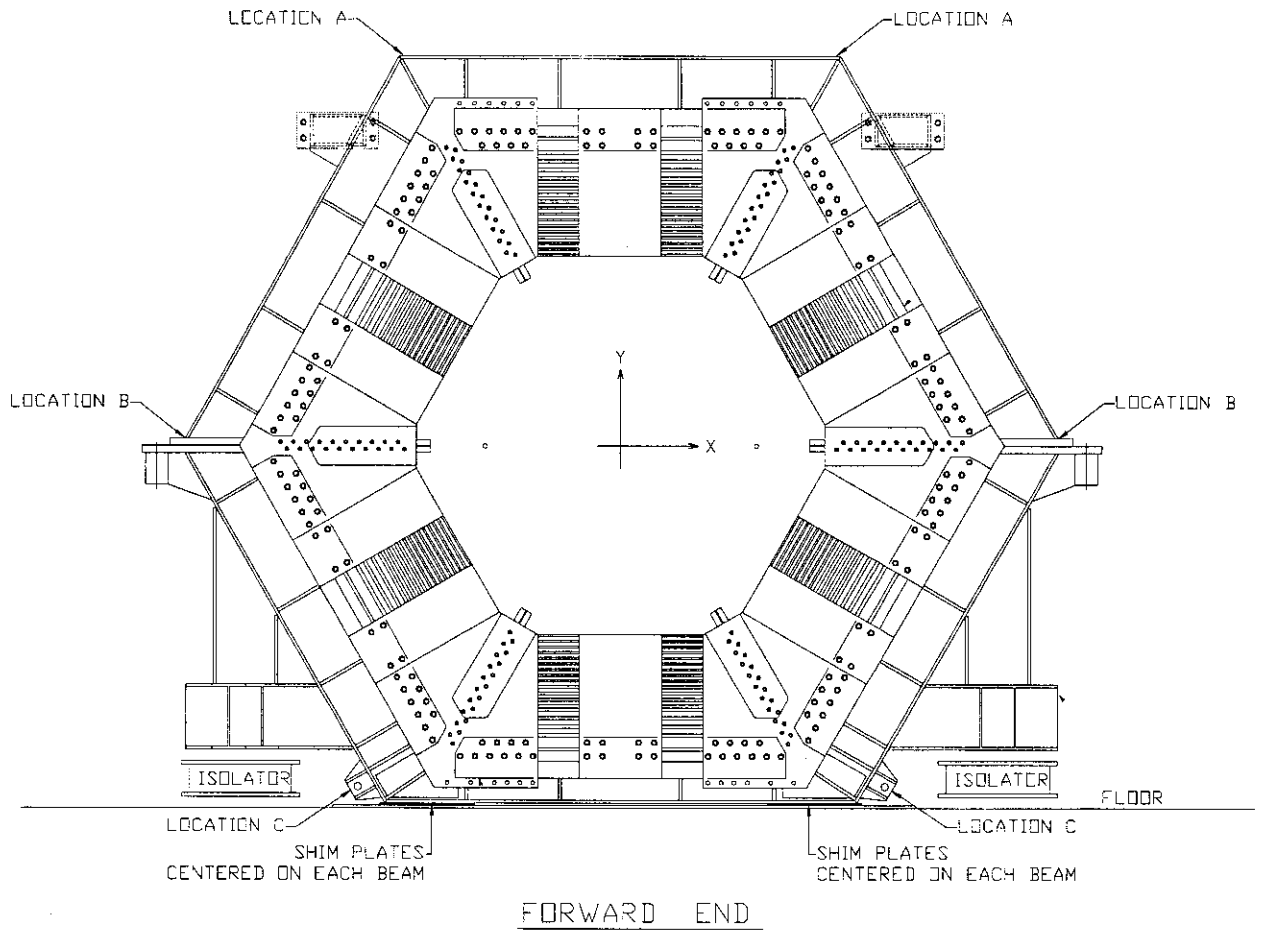 LOCATION A
LOCATION A
Y
LOCATION B
LOCATION B
X
ISOLATOR
ISOLATOR
FLOOR
LOCATION C
LOCATION C
SHIM PLATES
CENTERED ON EACH BEAM
SHIM PLATES
CENTERED ON EACH BEAM
FORWARD END